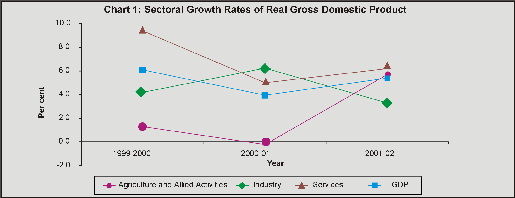 Chart 1: Sectoral Growth Rates of Real Gross Domestic Product
10.0
8.0
6.0
4.0
2.0
0.0
-2.0
Per cent
1999-2000
2000-01
2001-02
Year
Agriculture and Allied Activities
Industry
Services
GDP